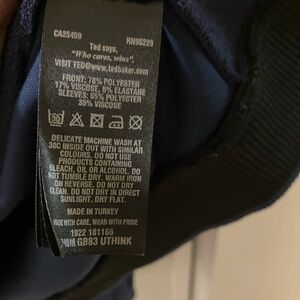 CA25459 RN96229
Ted says,
"Who cares, wins".
VISIT TED@www.tedbaker.com
FRONT: 78% POLYESTER
17% VISCOSE, 5% ELASTANE
SLEEVES: 65% POLYESTER
35% VISCOSE
30
DELICATE MACHINE WASH AT
30C INSIDE OUT WITH SIMILAR
COLOURS. DO NOT USE
PRODUCTS CONTAINING
BLEACH, OIL OR ALCOHOL. DO
NOT TUMBLE DRY. WARM IRON
ON REVERSE. DO NOT DRY
CLEAN. DO NOT DRY IN DIRECT
SUNLIGHT. DRY FLAT.
MADE IN TURKEY
MADE WITH CARE, WEAR WITH PRIDE
1922 181166
GB93 UTHINK